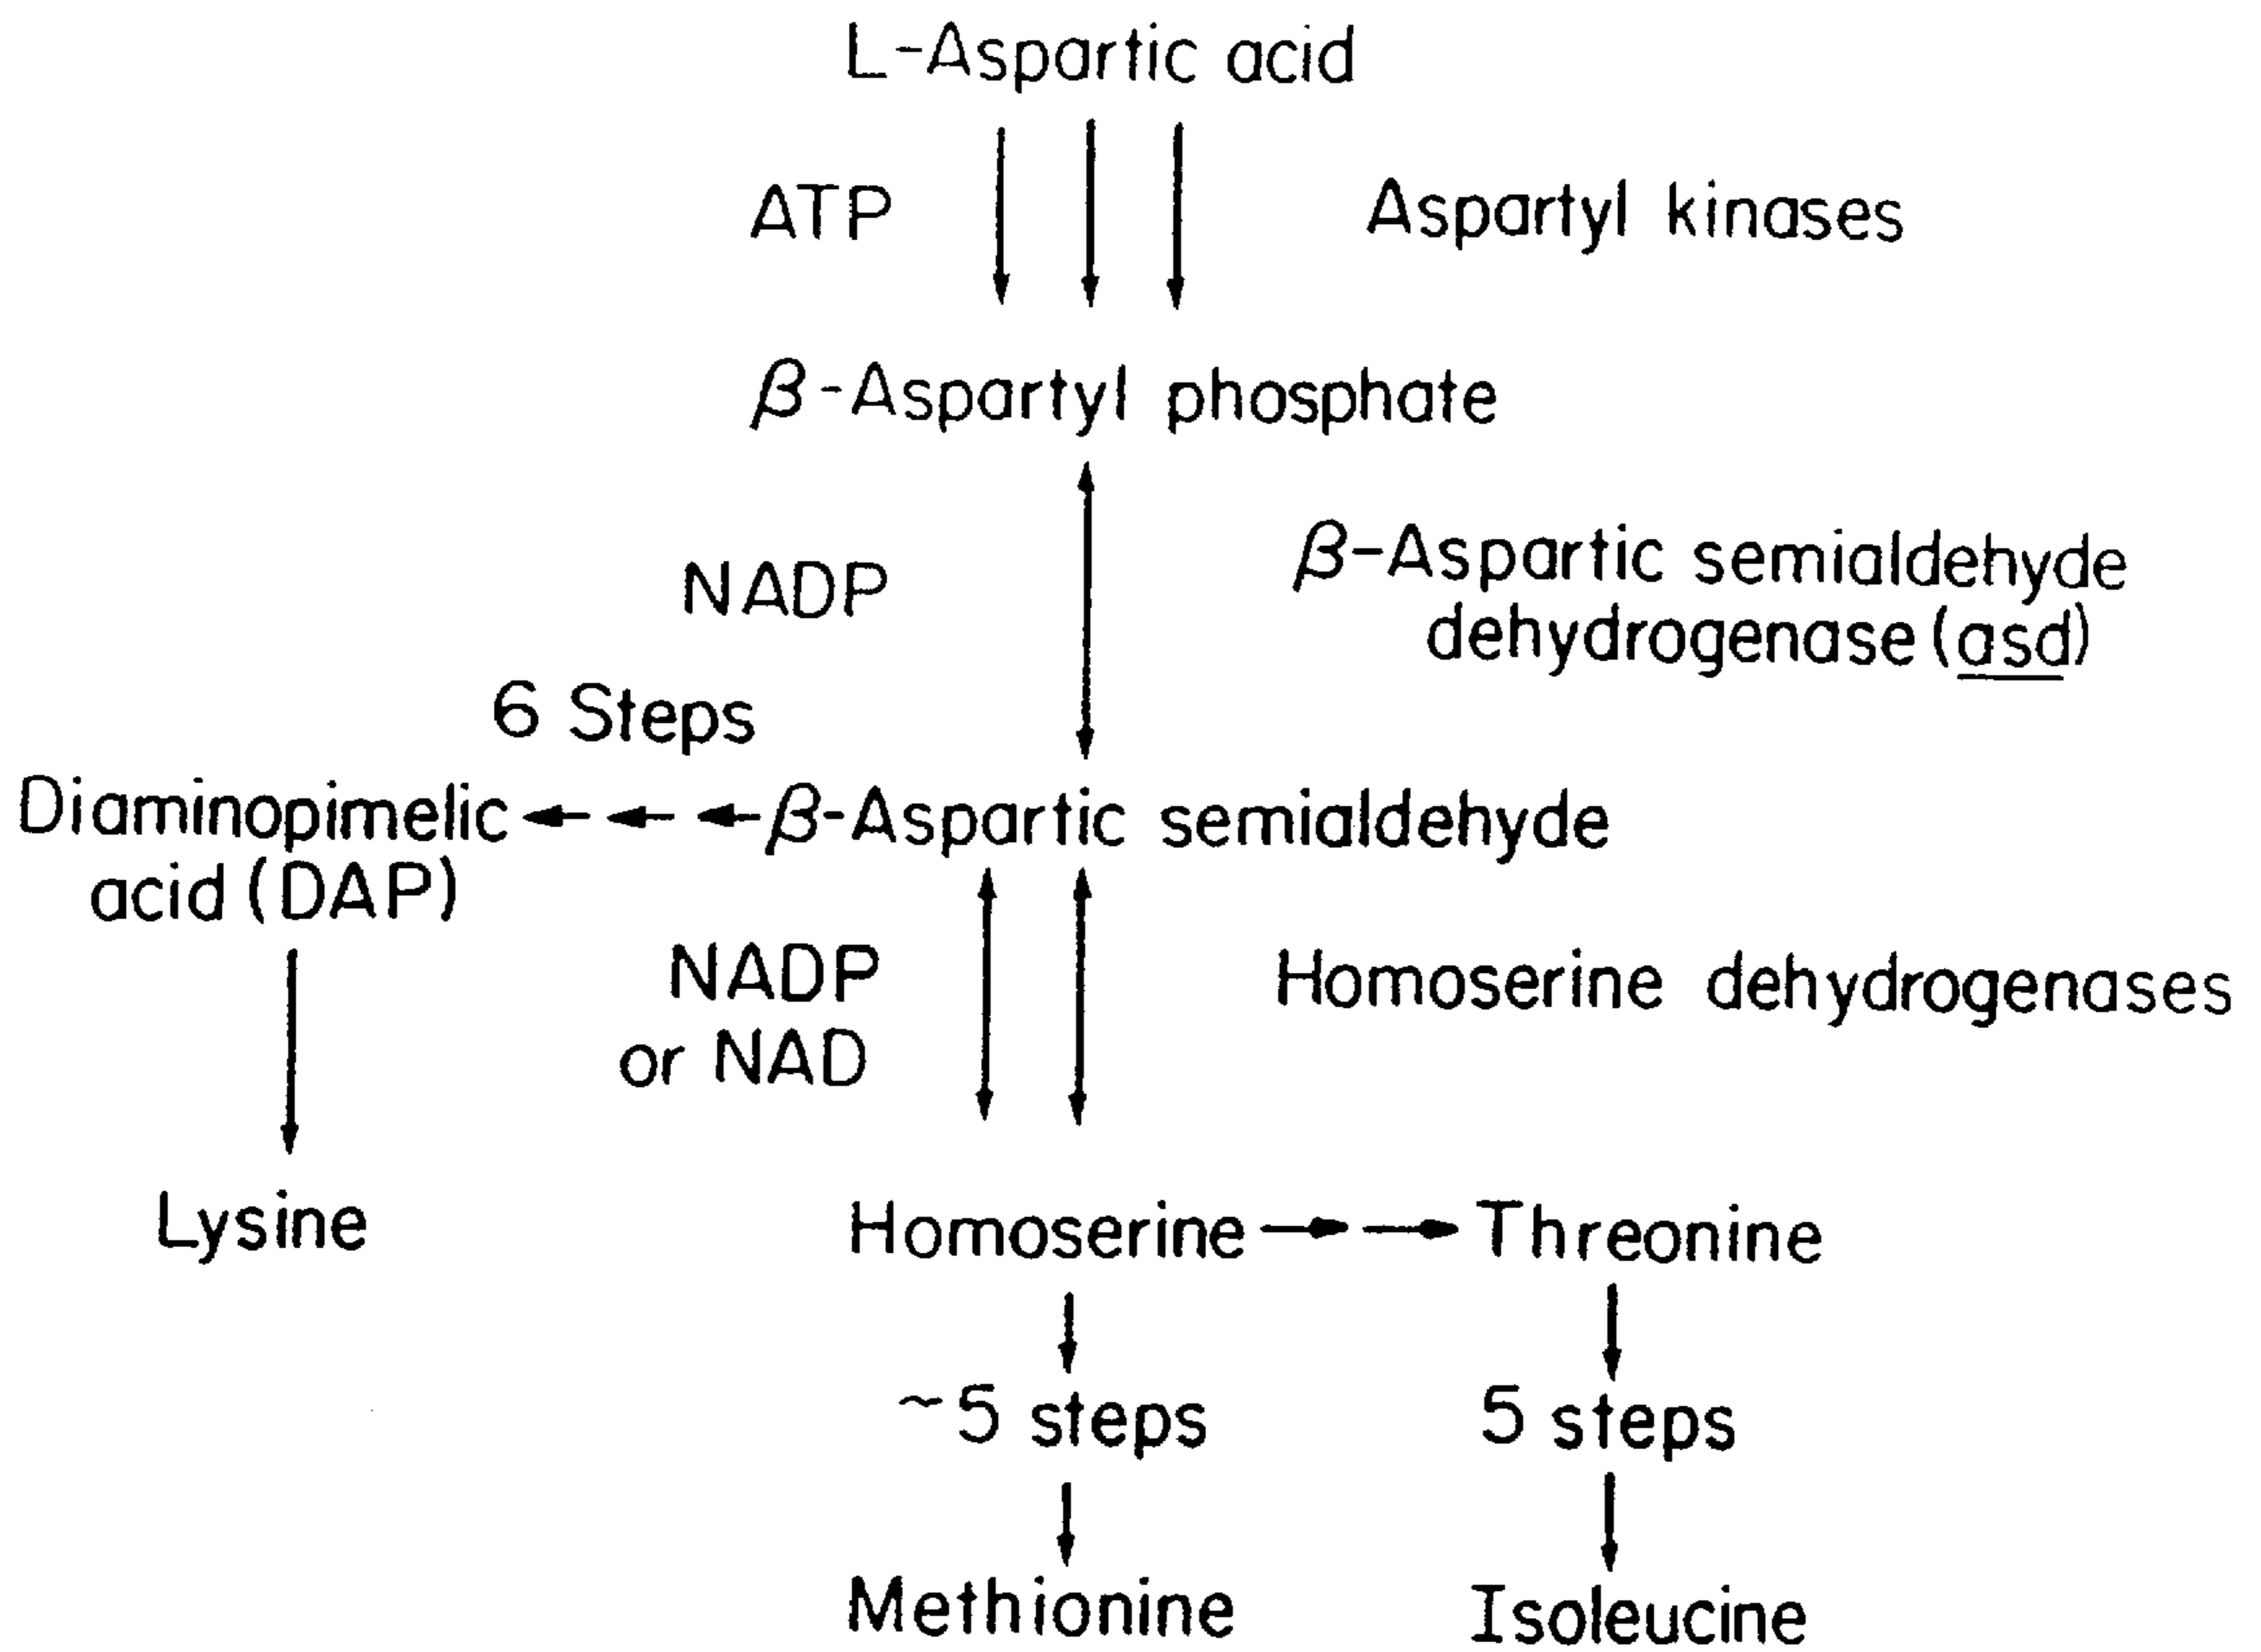 L-Aspartic acid
ATP
Aspartyl kinases
β-Aspartyl phosphate
NADP
β-Aspartic semialdehyde
dehydrogenase (asd)
6 Steps
Diaminopimelic
acid (DAP)
β-Aspartic semialdehyde
NADP
or NAD
Homoserine dehydrogenases
Lysine
Homoserine
Threonine
~5 steps
5 steps
Methionine
Isoleucine